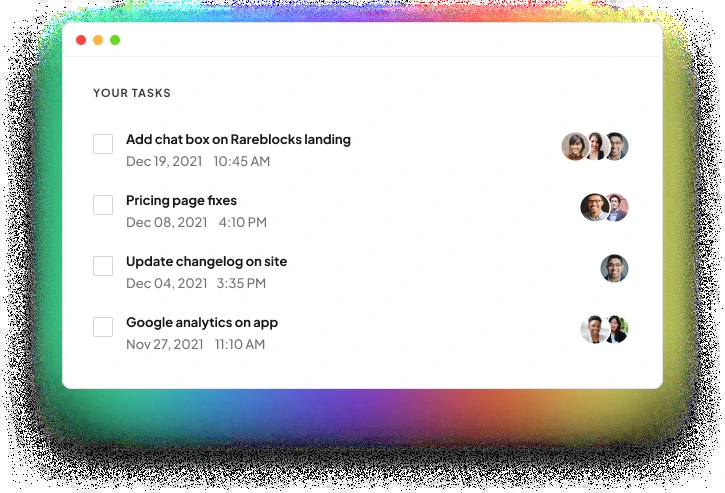 YOUR TASKS
Add chat box on Rareblocks landing
Dec 19, 2021 10:45 AM
Pricing page fixes
Dec 08, 2021 4:10 PM
Update changelog on site
Dec 04, 2021 3:35 PM
Google analytics on app
Nov 27, 2021 11:10 AM